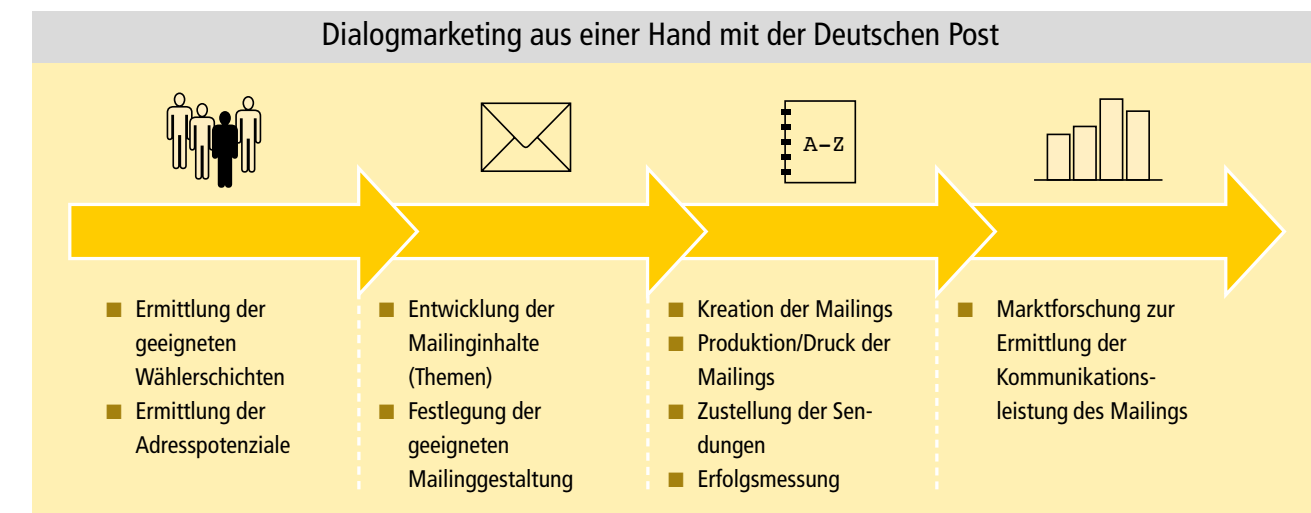 Dialogmarketing aus einer Hand mit der Deutschen Post
A–Z
Ermittlung der
geeigneten
Wählerschichten
Ermittlung der
Adresspotenziale
Entwicklung der
Mailinginhalte
(Themen)
Festlegung der
geeigneten
Mailinggestaltung
Kreation der Mailings
Produktion/Druck der
Mailings
Zustellung der Sen-
dungen
Erfolgsmessung
Marktforschung zur
Ermittlung der
Kommunikations-
leistung des Mailings